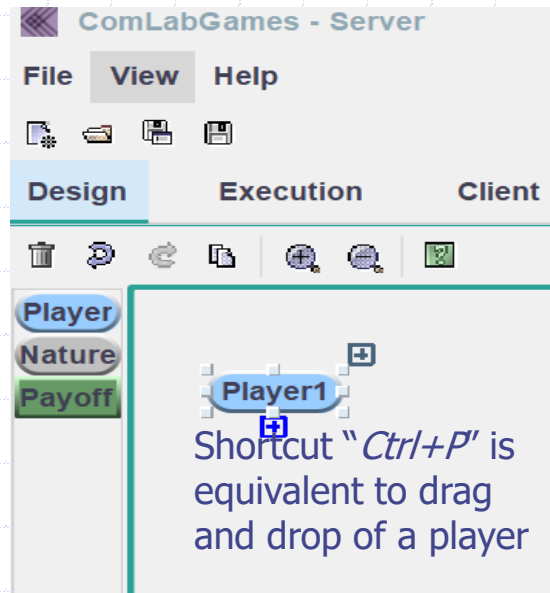 ComLabGames - Server
File View Help
Design Execution Client
Player
Nature
Payoff
Player1
Shortcut “Ctrl+P” is
equivalent to drag
and drop of a player